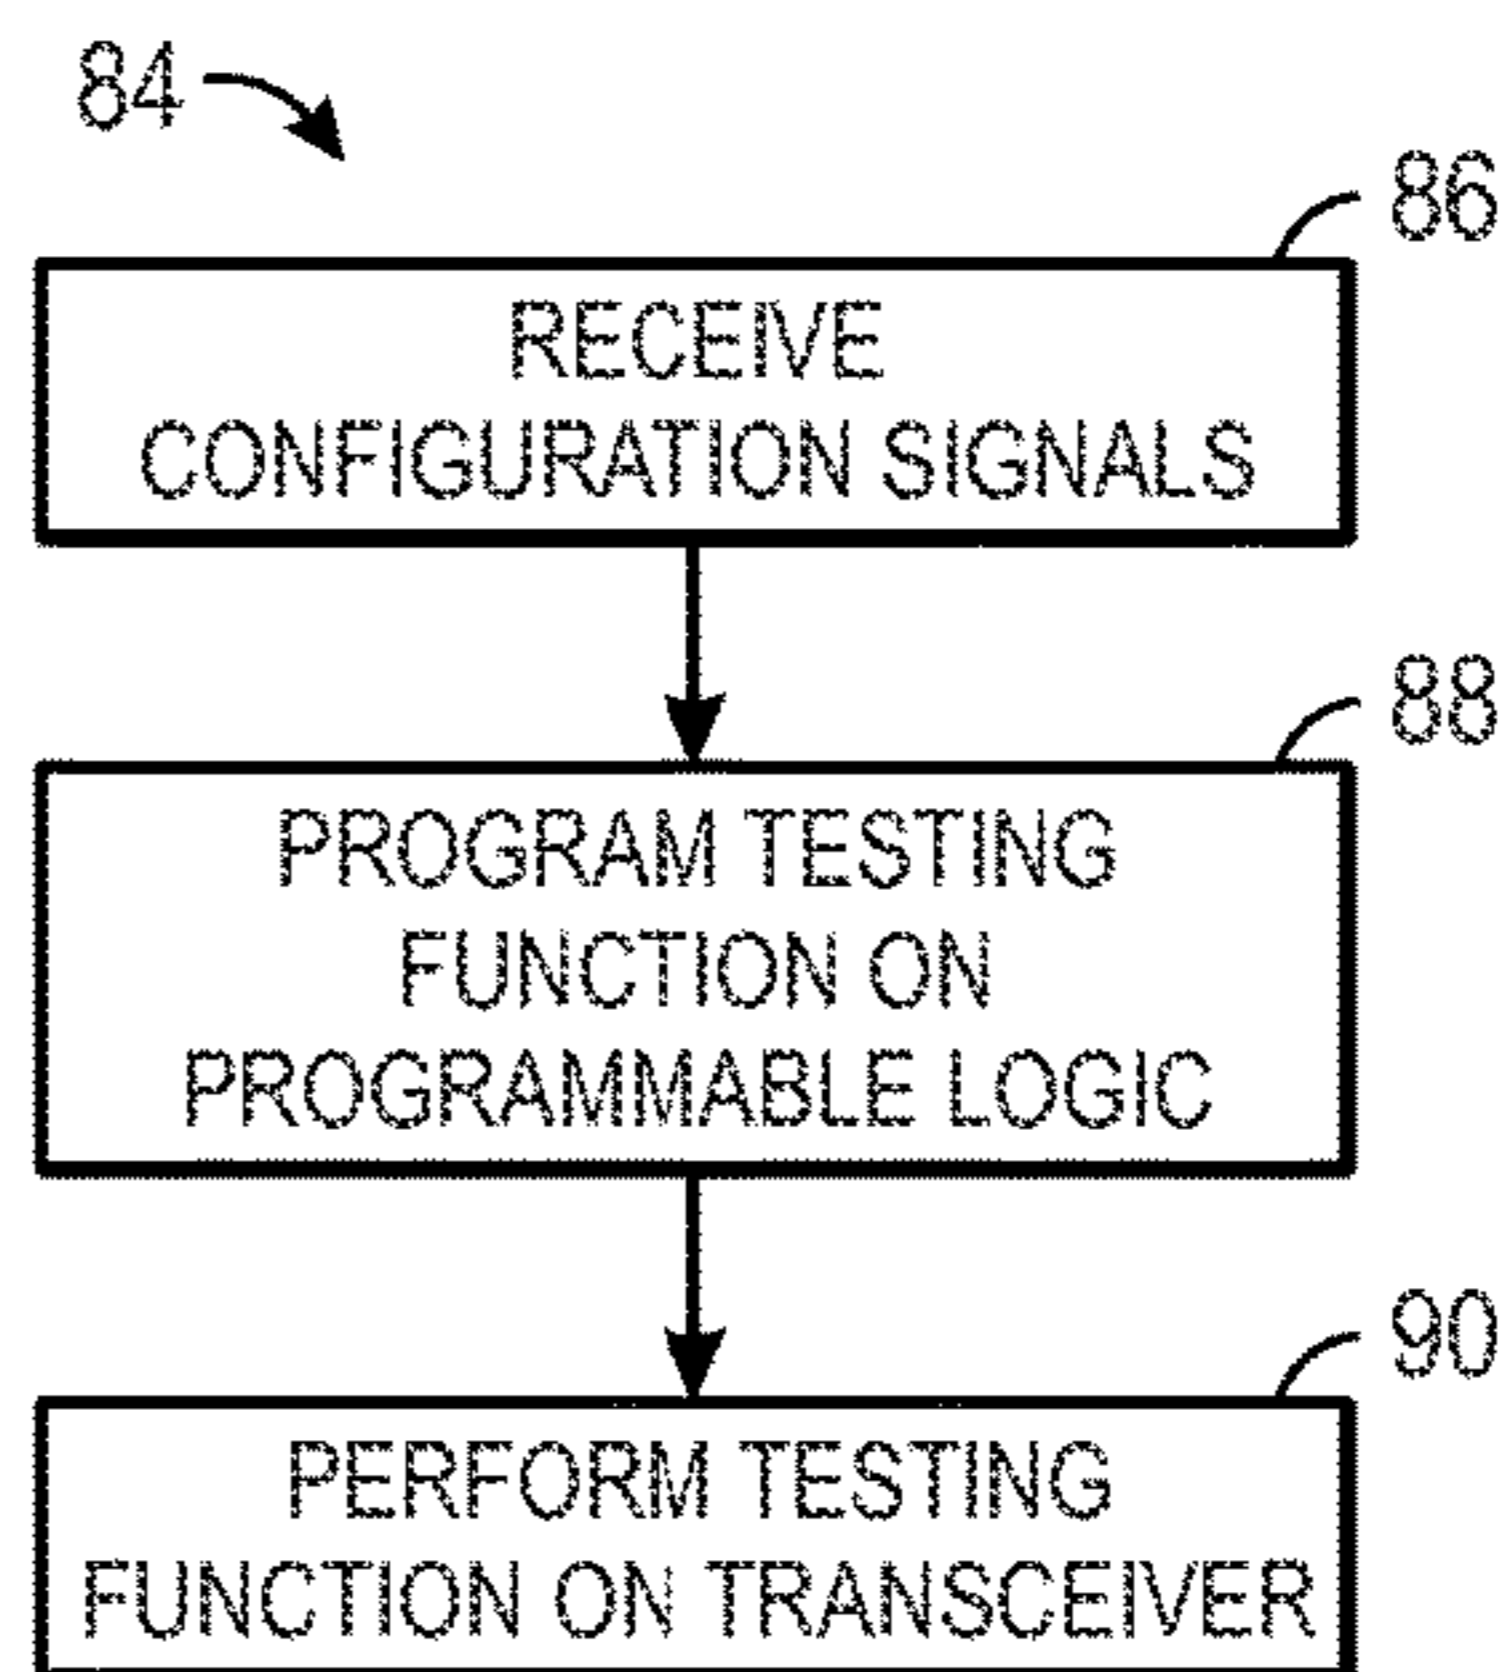 84
86
RECEIVE
CONFIGURATION SIGNALS
88
PROGRAM TESTING
FUNCTION ON
PROGRAMMABLE LOGIC
90
PERFORM TESTING
FUNCTION ON TRANSCEIVER